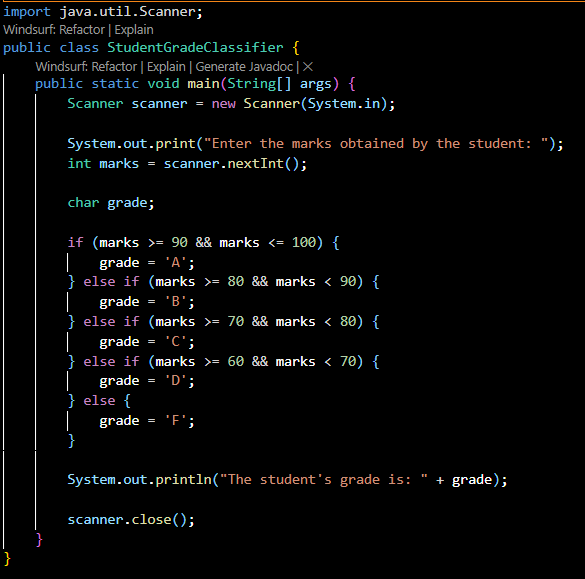 import java.util.Scanner;
Windsurf: Refactor | Explain
public class StudentGradeClassifier {
Windsurf: Refactor | Explain | Generate Javadoc | ✕
public static void main(String[] args) {
Scanner scanner = new Scanner(System.in);
System.out.print("Enter the marks obtained by the student: ");
int marks = scanner.nextInt();
char grade;
if (marks >= 90 && marks <= 100) {
grade = 'A';
} else if (marks >= 80 && marks < 90) {
grade = 'B';
} else if (marks >= 70 && marks < 80) {
grade = 'C';
} else if (marks >= 60 && marks < 70) {
grade = 'D';
} else {
grade = 'F';
}
System.out.println("The student's grade is: " + grade);
scanner.close();
}
}